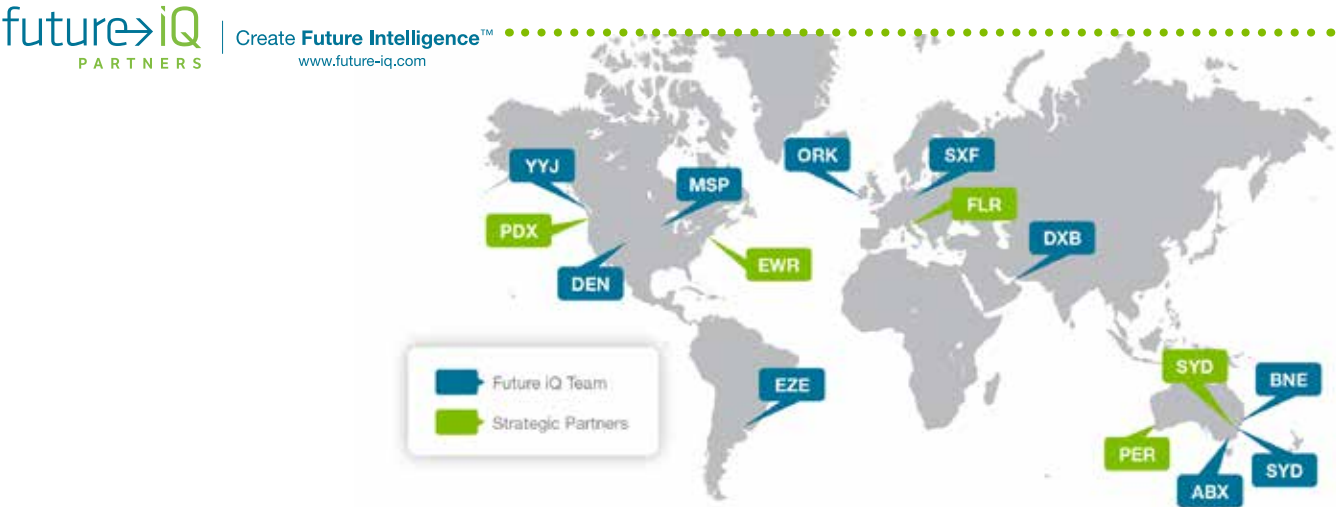 future→iQ
PARTNERS
Create Future Intelligence™
www.future-iq.com
YYJ
MSP
ORK
SXF
PDX
FLR
DEN
EWR
DXB
EZE
SYD
BNE
PER
ABX
SYD
Future iQ Team
Strategic Partners